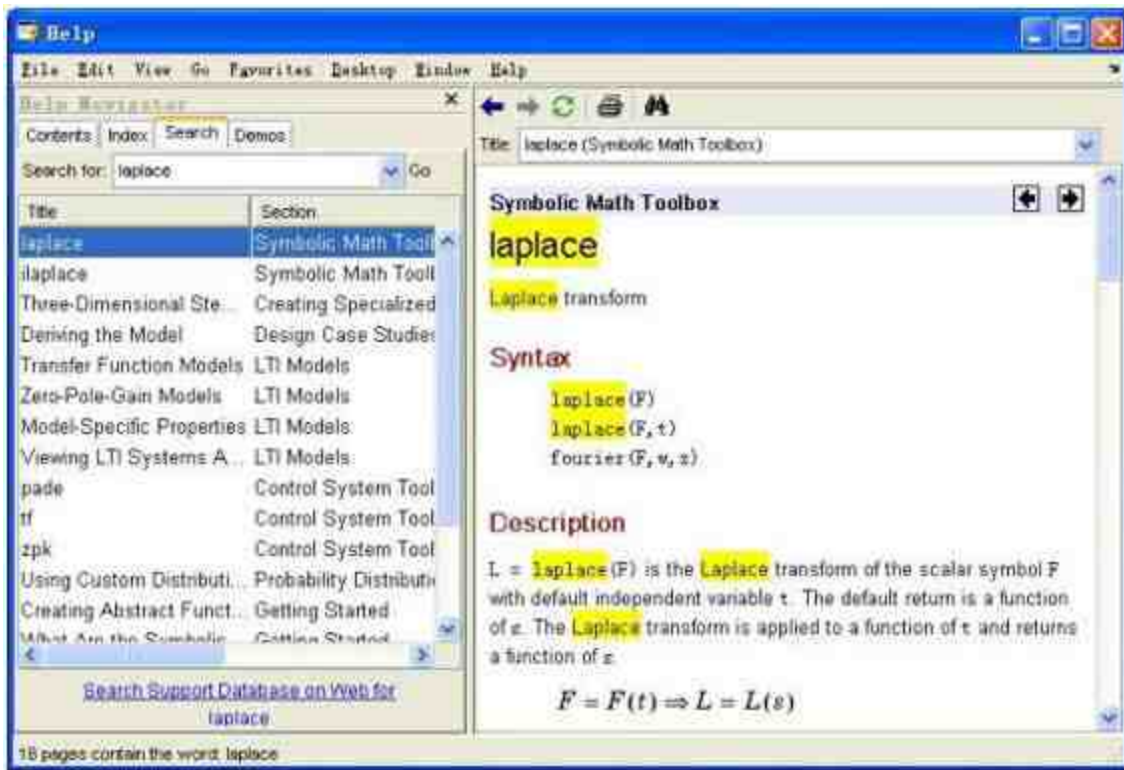 Help
File Edit View Go Favorites Desktop Window Help
Help Navigator
Contents Index Search Demos
Search for: laplace Go
Title Section
laplace Symbolic Math Tool
ilaplace Symbolic Math Tool
Three-Dimensional Ste... Creating Specialized
Deriving the Model Design Case Studies
Transfer Function Models LTI Models
Zero-Pole-Gain Models LTI Models
Model-Specific Properties LTI Models
Viewing LTI Systems A... LTI Models
pade Control System Tool
tf Control System Tool
zpk Control System Tool
Using Custom Distributi... Probability Distributi
Creating Abstract Funct... Getting Started
What Are the Symbolic Getting Started
Search Support Database on Web for
laplace
18 pages contain the word: laplace
Title: laplace (Symbolic Math Toolbox)
Symbolic Math Toolbox
laplace
Laplace transform
Syntax
laplace(F)
laplace(F,t)
fourier(F,w,z)
Description
L = laplace(F) is the Laplace transform of the scalar symbol F
with default independent variable t. The default return is a function
of s. The Laplace transform is applied to a function of t and returns
a function of s.
F = F(t) ⇒ L = L(s)